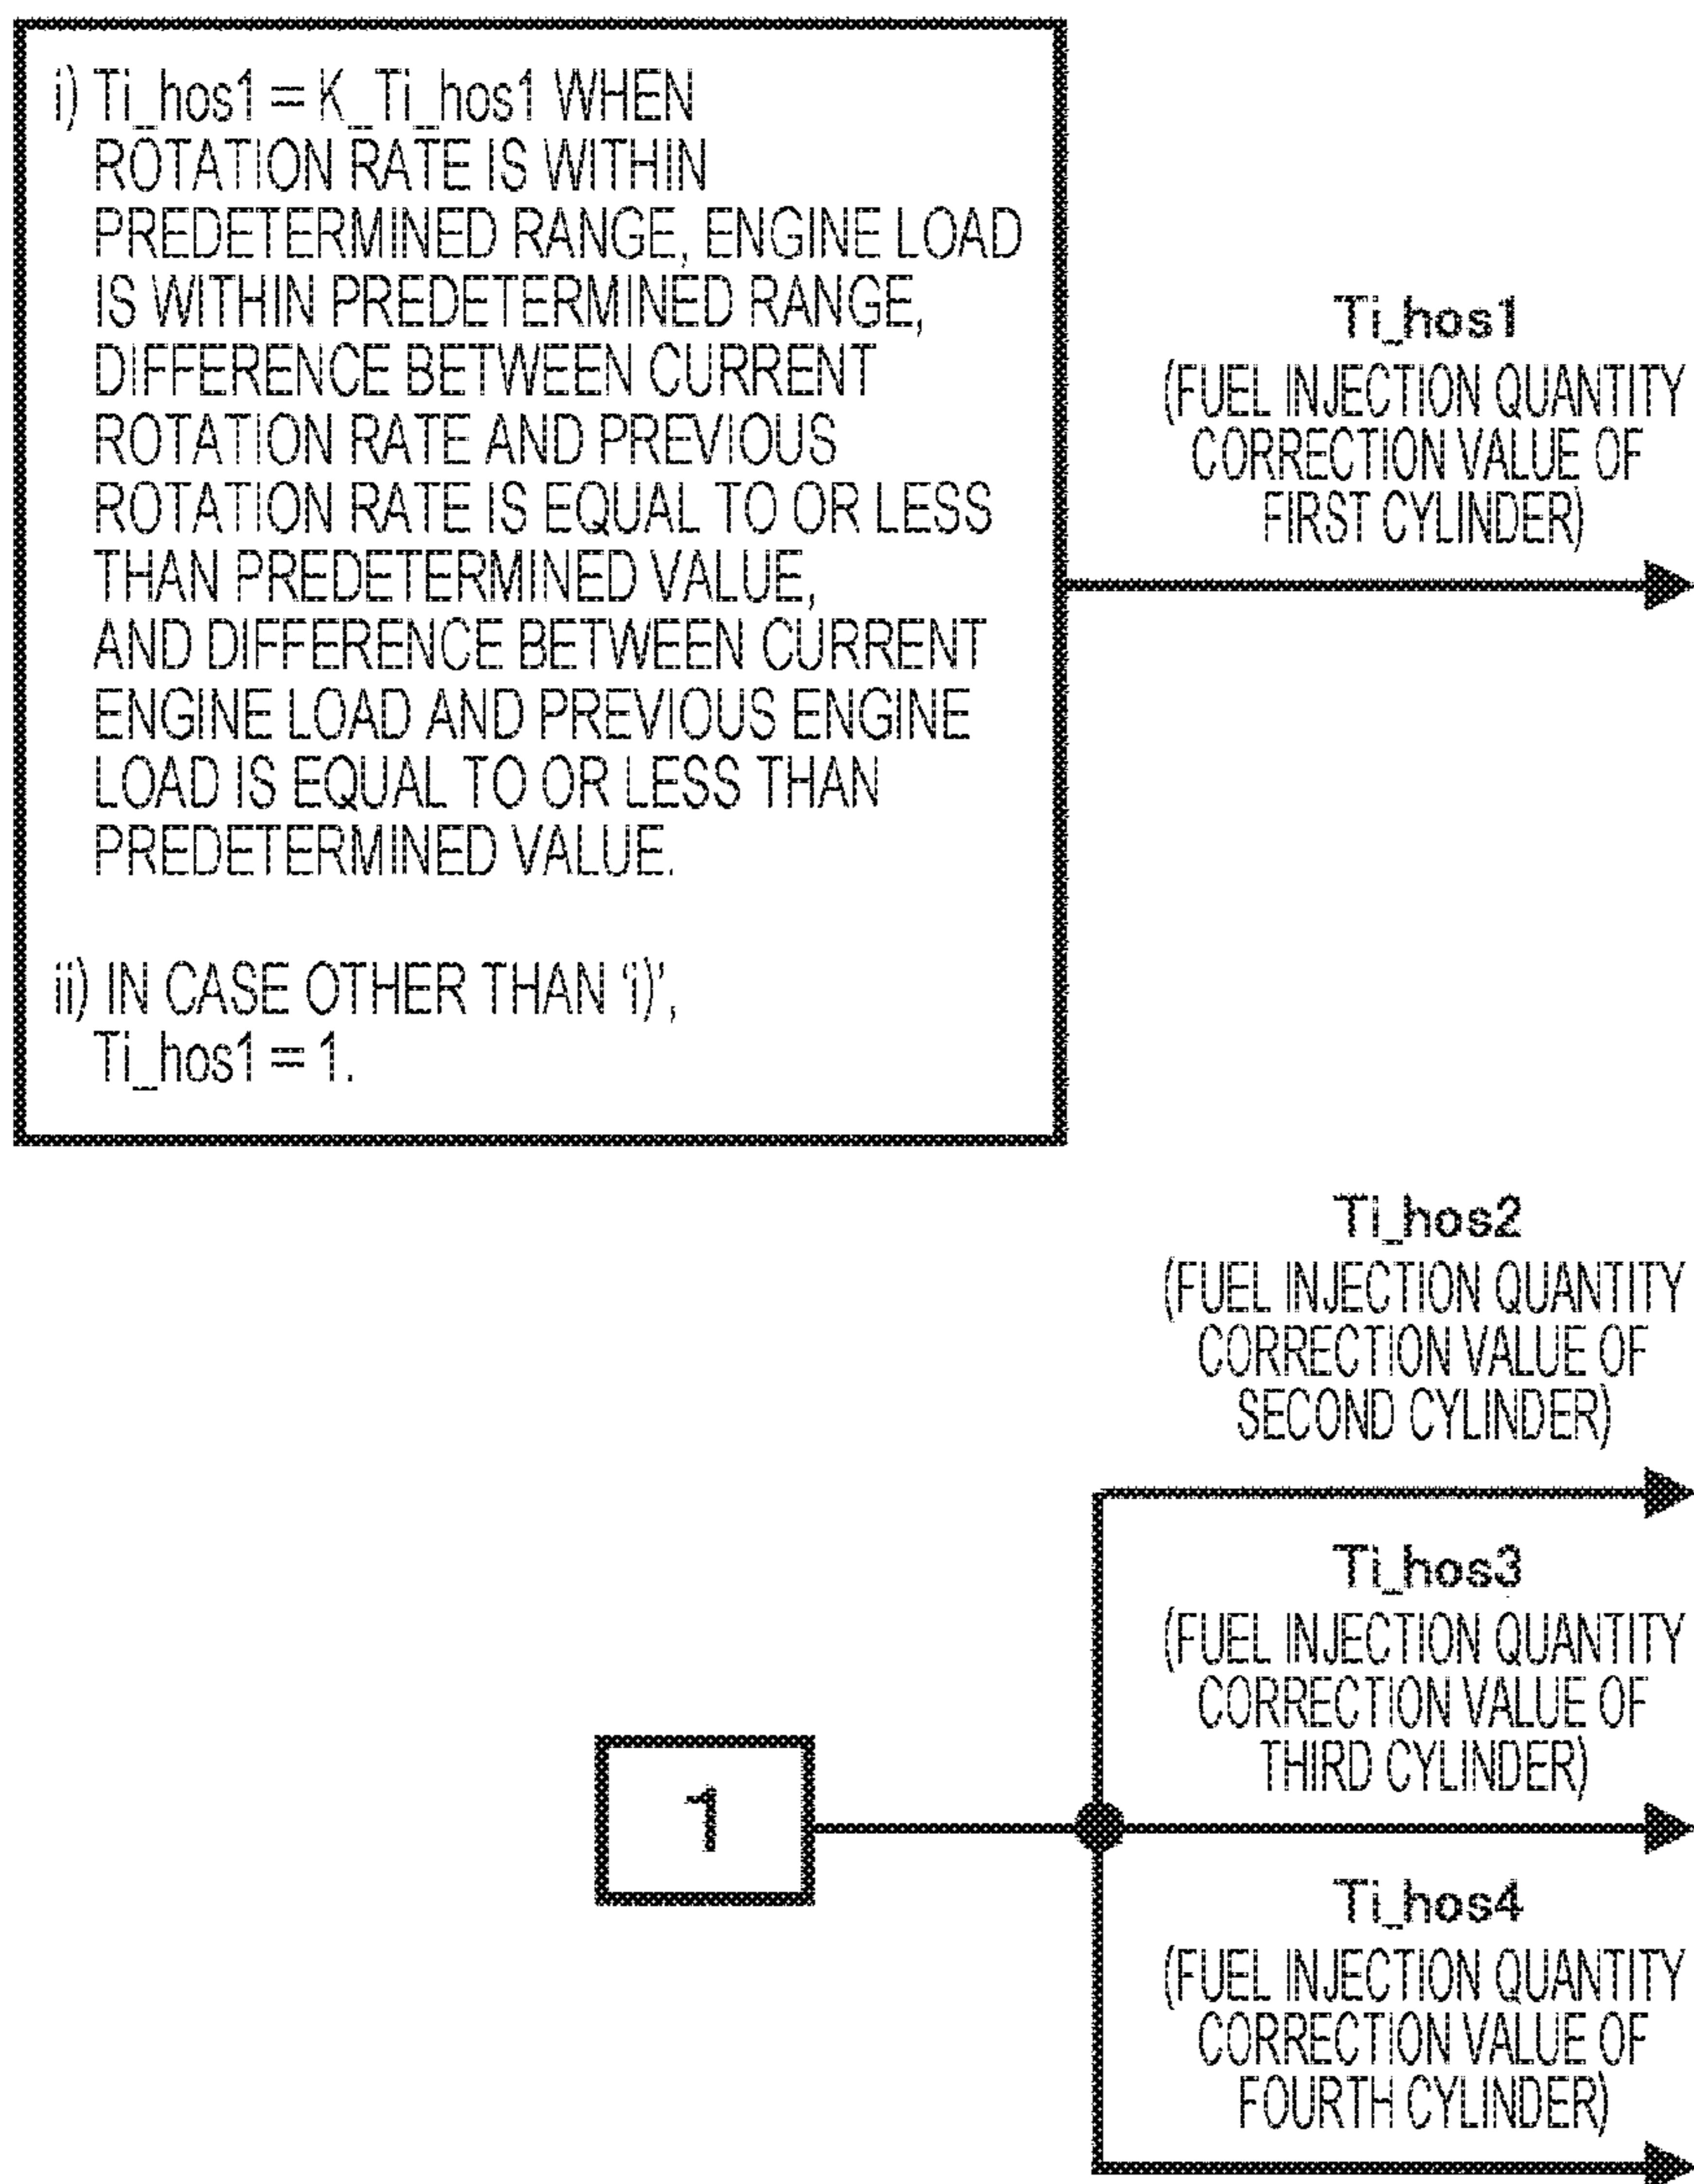 i) Ti_hos1 = K_Ti_hos1 WHEN
ROTATION RATE IS WITHIN
PREDETERMINED RANGE, ENGINE LOAD
IS WITHIN PREDETERMINED RANGE,
DIFFERENCE BETWEEN CURRENT
ROTATION RATE AND PREVIOUS
ROTATION RATE IS EQUAL TO OR LESS
THAN PREDETERMINED VALUE,
AND DIFFERENCE BETWEEN CURRENT
ENGINE LOAD AND PREVIOUS ENGINE
LOAD IS EQUAL TO OR LESS THAN
PREDETERMINED VALUE.
ii) IN CASE OTHER THAN ‘i)’,
Ti_hos1 = 1.
Ti_hos1
(FUEL INJECTION QUANTITY
CORRECTION VALUE OF
FIRST CYLINDER)
Ti_hos2
(FUEL INJECTION QUANTITY
CORRECTION VALUE OF
SECOND CYLINDER)
Ti_hos3
(FUEL INJECTION QUANTITY
CORRECTION VALUE OF
THIRD CYLINDER)
1
Ti_hos4
(FUEL INJECTION QUANTITY
CORRECTION VALUE OF
FOURTH CYLINDER)